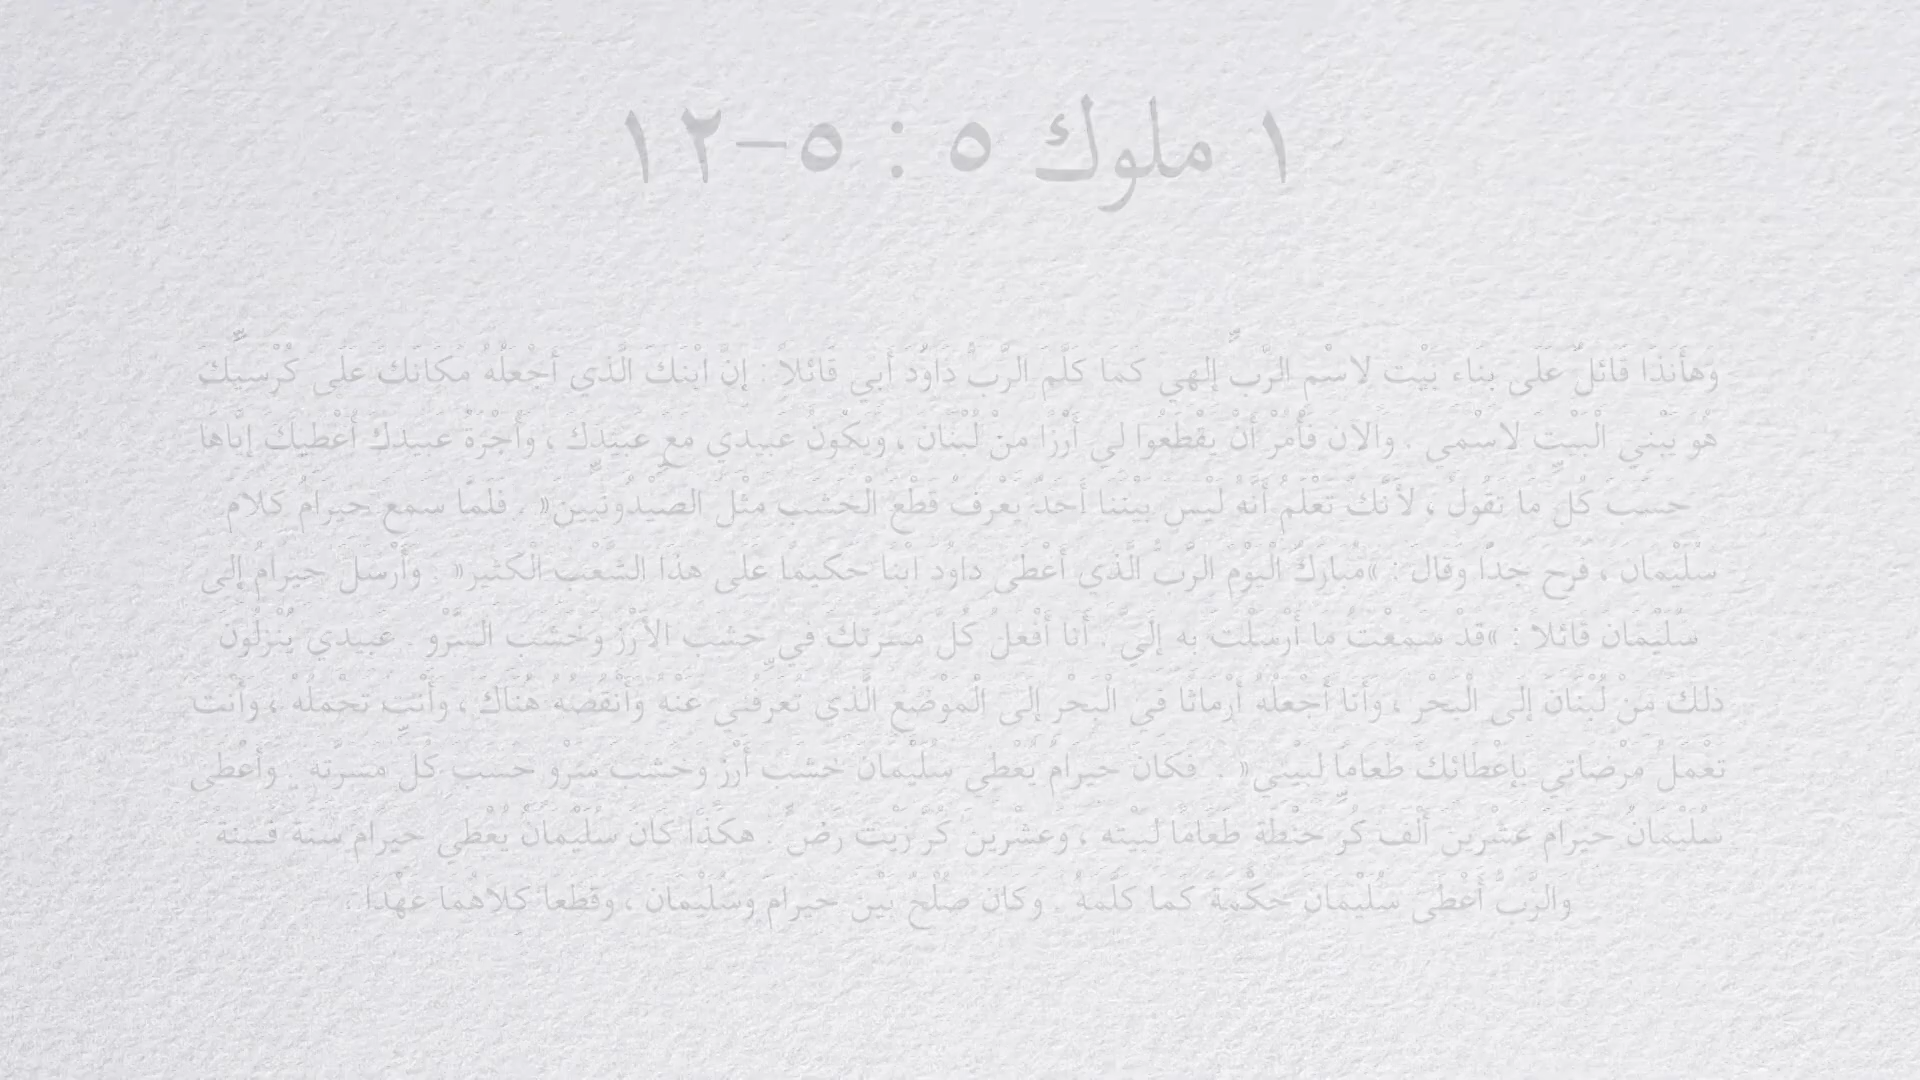 ١ ملوك ٥ : ٥-١٢
وَهأَنَذَا قَائِلٌ عَلَى بِنَاءِ بَيْتٍ لاسْمِ الرَّبِّ إِلهِي كَمَا كَلَّمَ الرَّبُّ دَاوُدَ أَبِي قَائِلاً : إِنَّ ابْنَكَ الَّذِي أَجْعَلُهُ مَكَانَكَ عَلَى كُرْسِيِّكَ
هُوَ يَبْنِي الْبَيْتَ لاسْمِي . وَالآنَ فَأْمُرْ أَنْ يَقْطَعُوا لِي أَرْزًا مِنْ لُبْنَانَ ، وَيَكُونُ عَبِيدِي مَعَ عَبِيدِكَ ، وَأُجْرَةُ عَبِيدِكَ أُعْطِيكَ إِيَّاهَا
حَسَبَ كُلِّ مَا تَقُولُ ، لأَنَّكَ تَعْلَمُ أَنَّهُ لَيْسَ بَيْنَنَا أَحَدٌ يَعْرِفُ قَطْعَ الْخَشَبِ مِثْلَ الصِّيْدُونِيِّينَ« . فَلَمَّا سَمِعَ حِيرَامُ كَلاَمَ
سُلَيْمَانَ ، فَرِحَ جِدًّا وَقَالَ : »مُبَارَكٌ الْيَوْمَ الرَّبُّ الَّذِي أَعْطَى دَاوُدَ ابْنًا حَكِيمًا عَلَى هذَا الشَّعْبِ الْكَثِيرِ« . وَأَرْسَلَ حِيرَامُ إِلَى
سُلَيْمَانَ قَائِلاً : »قَدْ سَمِعْتُ مَا أَرْسَلْتَ بِهِ إِلَيَّ . أَنَا أَفْعَلُ كُلَّ مَسَرَّتِكَ فِي خَشَبِ الأَرْزِ وَخَشَبِ السَّرْوِ . عَبِيدِي يُنْزِلُونَ
ذلِكَ مِنْ لُبْنَانَ إِلَى الْبَحْرِ ، وَأَنَا أَجْعَلُهُ أَرْمَاثًا فِي الْبَحْرِ إِلَى الْمَوْضِعِ الَّذِي تُعَرِّفُنِي عَنْهُ وَأَنْقُضُهُ هُنَاكَ ، وَأَنْتَ تَحْمِلُهُ ، وَأَنْتَ
تَعْمَلُ مَرْضَاتِي بِإِعْطَائِكَ طَعَامًا لِبَيْتِي« . فَكَانَ حِيرَامُ يُعْطِي سُلَيْمَانَ خَشَبَ أَرْزٍ وَخَشَبَ سَرْوٍ حَسَبَ كُلِّ مَسَرَّتِهِ . وَأَعْطَى
سُلَيْمَانُ حِيرَامَ عِشْرِينَ أَلْفَ كُرِّ حِنْطَةٍ طَعَامًا لِبَيْتِهِ ، وَعِشْرِينَ كُرَّ زَيْتِ رَضٍّ . هكَذَا كَانَ سُلَيْمَانُ يُعْطِي حِيرَامَ سَنَةً فَسَنَةً
وَالرَّبُّ أَعْطَى سُلَيْمَانَ حِكْمَةً كَمَا كَلَّمَهُ . وَكَانَ صُلْحٌ بَيْنَ حِيرَامَ وَسُلَيْمَانَ ، وَقَطَعَا كِلاَهُمَا عَهْدًا .